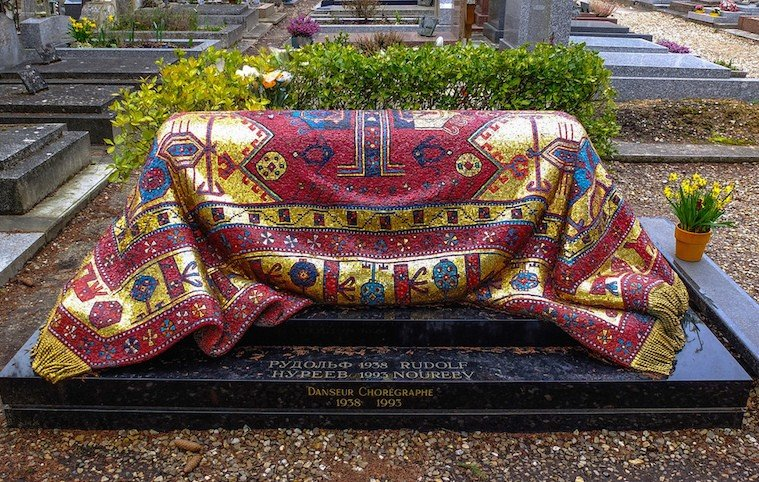 РУДОЛЬФ 1938 RUDOLF
НУРЕЕВ 1993 NOUREEV
DANSEUR CHORÉGRAPHE
1938 1993